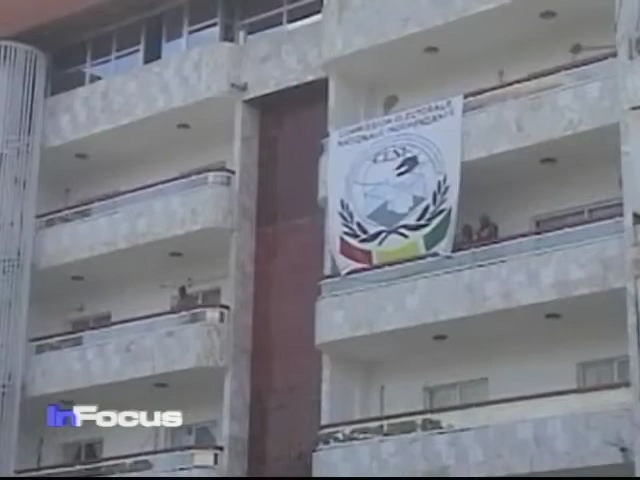 COMMISSION ELECTORALE
NATIONALE INDEPENDANTE
CENI
InFocus